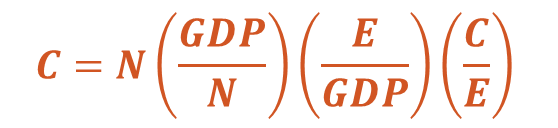 C = N (GDP/N) (E/GDP) (C/E)